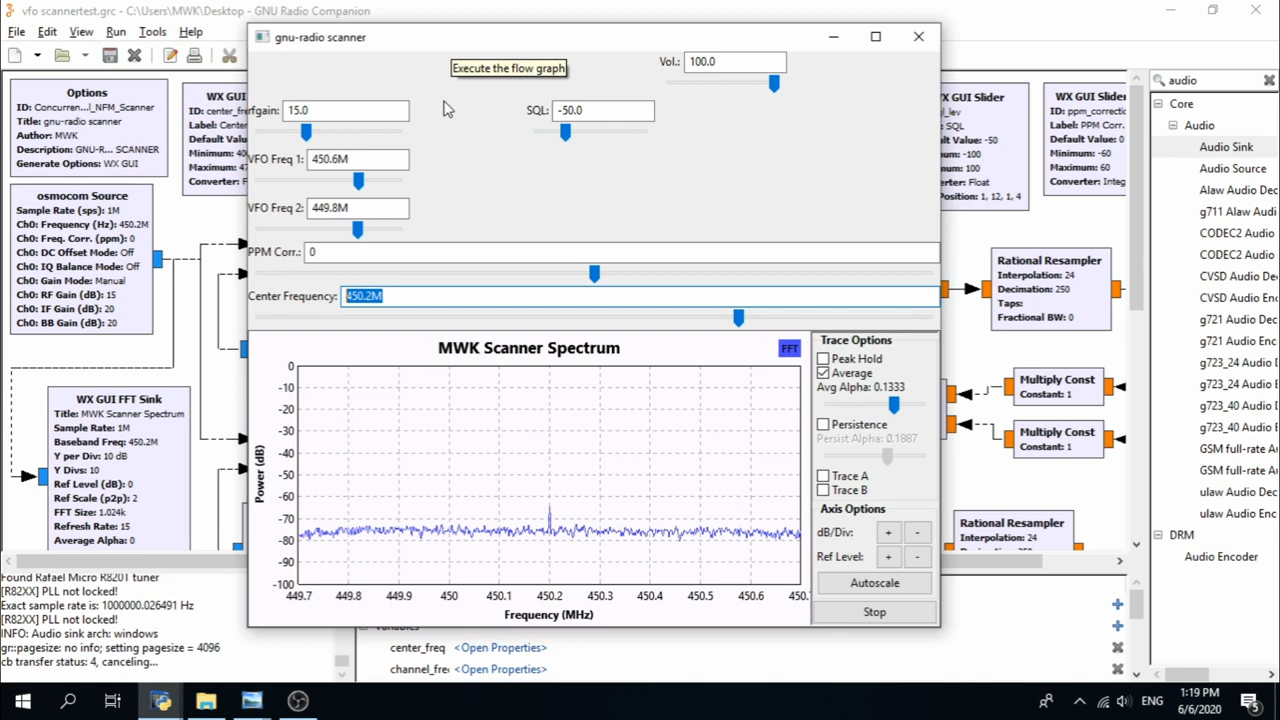 vfo scannertest.grc - C:\Users\MWK\Desktop - GNU Radio Companion
File Edit View Run Tools Help
audio
Options
ID: Concurren...l_NFM_Scanner
Title: gnu-radio scanner
Author: MWK
Description: GNU-R... SCANNER
Generate Options: WX GUI
WX GUI
ID: center_fre
Label: Center
Default Value
Minimum: 40
Maximum: 47
Converter: F
osmocom Source
Sample Rate (sps): 1M
Ch0: Frequency (Hz): 450.2M
Ch0: Freq. Corr. (ppm): 0
Ch0: DC Offset Mode: Off
Ch0: IQ Balance Mode: Off
Ch0: Gain Mode: Manual
Ch0: RF Gain (dB): 15
Ch0: IF Gain (dB): 20
Ch0: BB Gain (dB): 20
WX GUI FFT Sink
Title: MWK Scanner Spectrum
Sample Rate: 1M
Baseband Freq: 450.2M
Y per Div: 10 dB
Y Divs: 10
Ref Level (dB): 0
Ref Scale (p2p): 2
FFT Size: 1.024k
Refresh Rate: 15
Average Alpha: 0
gnu-radio scanner
Execute the flow graph
Vol.: 100.0
rfgain: 15.0
SQL: -50.0
VFO Freq 1: 450.6M
VFO Freq 2: 449.8M
PPM Corr.: 0
Center Frequency: 450.2M
MWK Scanner Spectrum
FFT
Power (dB)
0
-10
-20
-30
-40
-50
-60
-70
-80
-90
-100
449.7 449.8 449.9 450 450.1 450.2 450.3 450.4 450.5 450.6 450.
Frequency (MHz)
Trace Options
Peak Hold
Average
Avg Alpha: 0.1333
Persistence
Persist Alpha: 0.1887
Trace A
Trace B
Axis Options
dB/Div: + -
Ref Level: + -
Autoscale
Stop
X GUI Slider
l_lev
SQL
Value: -50
: -100
: 100
: Float
Position: 1, 12, 1, 4
WX GUI Slider
ID: ppm_correctio
Label: PPM Corr.
Default Value: 0
Minimum: -60
Maximum: 60
Converter: Integ
Rational Resampler
Interpolation: 24
Decimation: 250
Taps:
Fractional BW: 0
Multiply Const
Constant: 1
Multiply Const
Constant: 1
Rational Resampler
Interpolation: 24
Core
Audio
Audio Sink
Audio Source
Alaw Audio Dec
g711 Alaw Audio
CODEC2 Audio
CODEC2 Audio
CVSD Audio Dec
CVSD Audio Enc
g721 Audio Dec
g721 Audio Enc
g723_24 Audio
g723_24 Audio
g723_40 Audio
g723_40 Audio
GSM full-rate A
GSM full-rate A
ulaw Audio Dec
ulaw Audio Enc
DRM
Audio Encoder
Found Rafael Micro R820T tuner
[R82XX] PLL not locked!
Exact sample rate is: 1000000.026491 Hz
[R82XX] PLL not locked!
INFO: Audio sink arch: windows
gr::pagesize: no info; setting pagesize = 4096
cb transfer status: 4, canceling...
Variables
center_freq <Open Properties>
channel_fre <Open Properties>
ENG
1:19 PM
6/6/2020
5